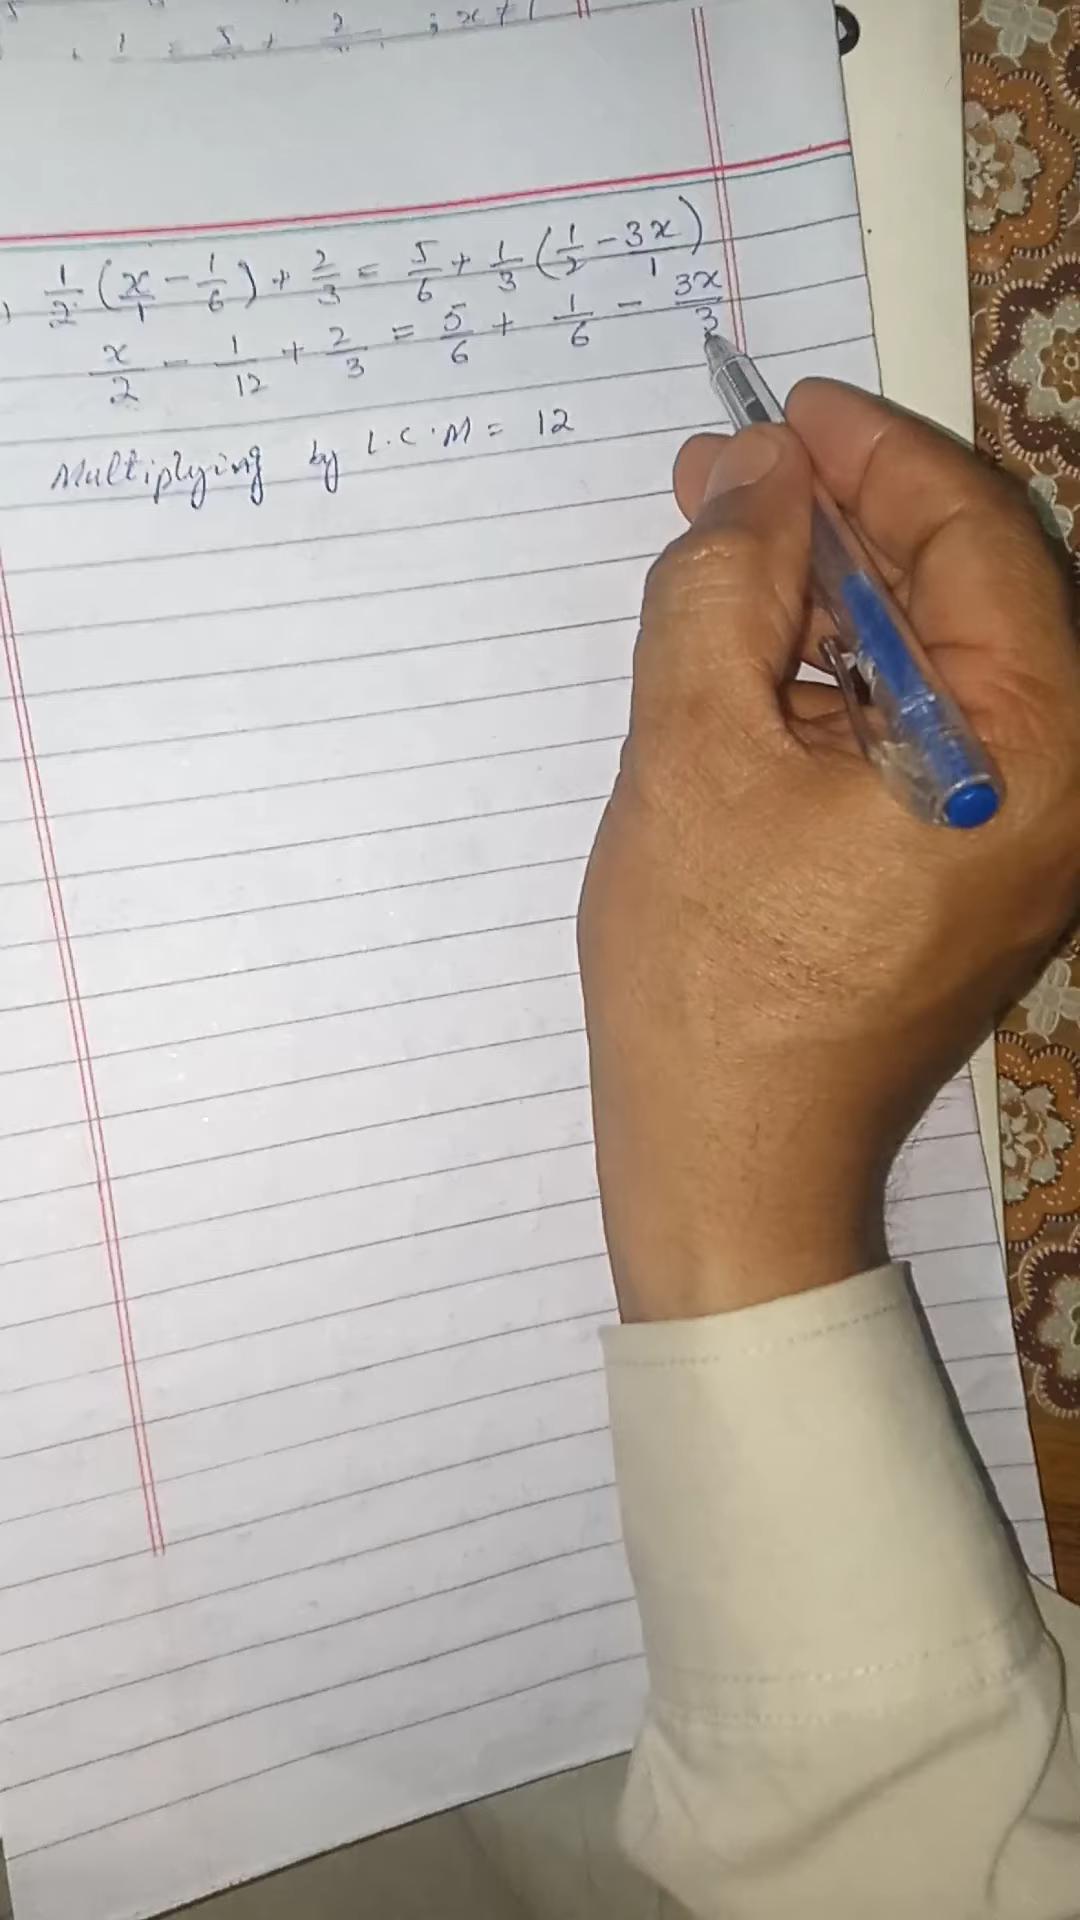 1/2 (x/1 - 1/6) + 2/3 = 5/6 + 1/3 (1/2 - 3x/1)
x/2 - 1/12 + 2/3 = 5/6 + 1/6 - 3x/3
Multiplying by L.C.M = 12